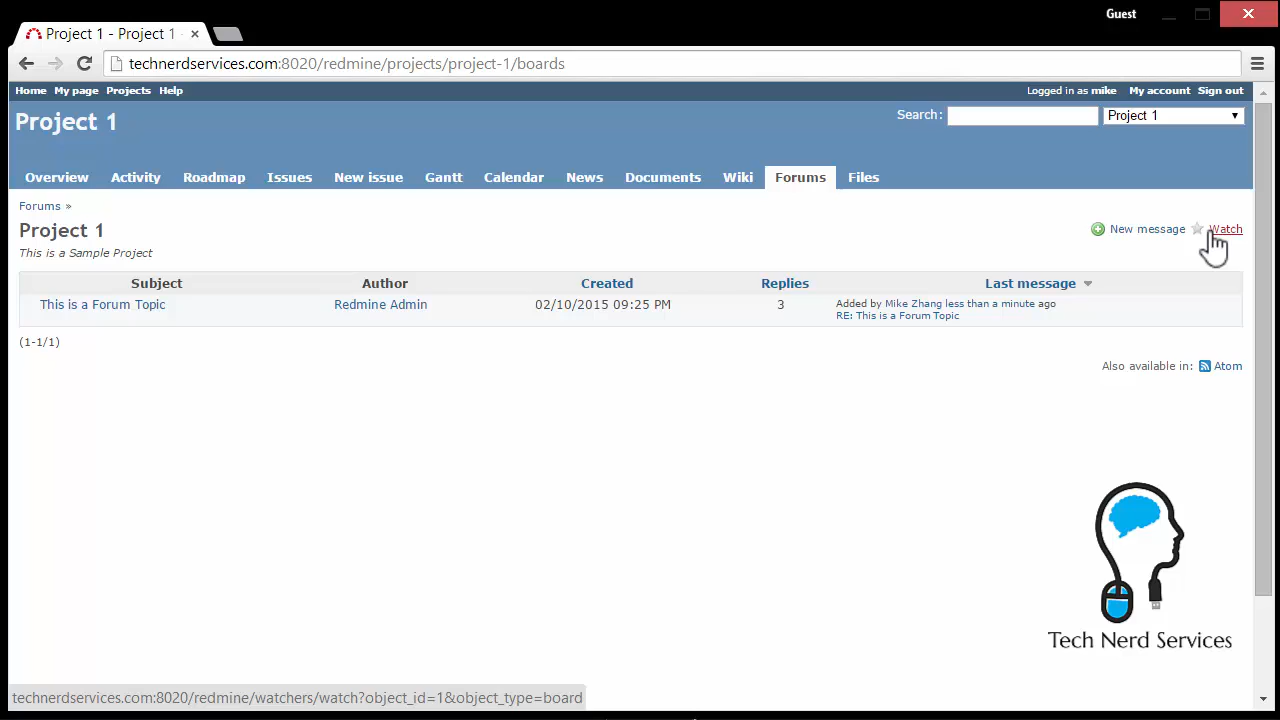 Guest
Project 1 - Project 1
technerdservices.com:8020/redmine/projects/project-1/boards
Home My page Projects Help Logged in as mike My account Sign out
Project 1 Search: Project 1
Overview Activity Roadmap Issues New issue Gantt Calendar News Documents Wiki Forums Files
Forums »
Project 1 New message Watch
This is a Sample Project
Subject Author Created Replies Last message
This is a Forum Topic Redmine Admin 02/10/2015 09:25 PM 3 Added by Mike Zhang less than a minute ago
RE: This is a Forum Topic
(1-1/1)
Also available in: Atom
Tech Nerd Services
technerdservices.com:8020/redmine/watchers/watch?object_id=1&object_type=board